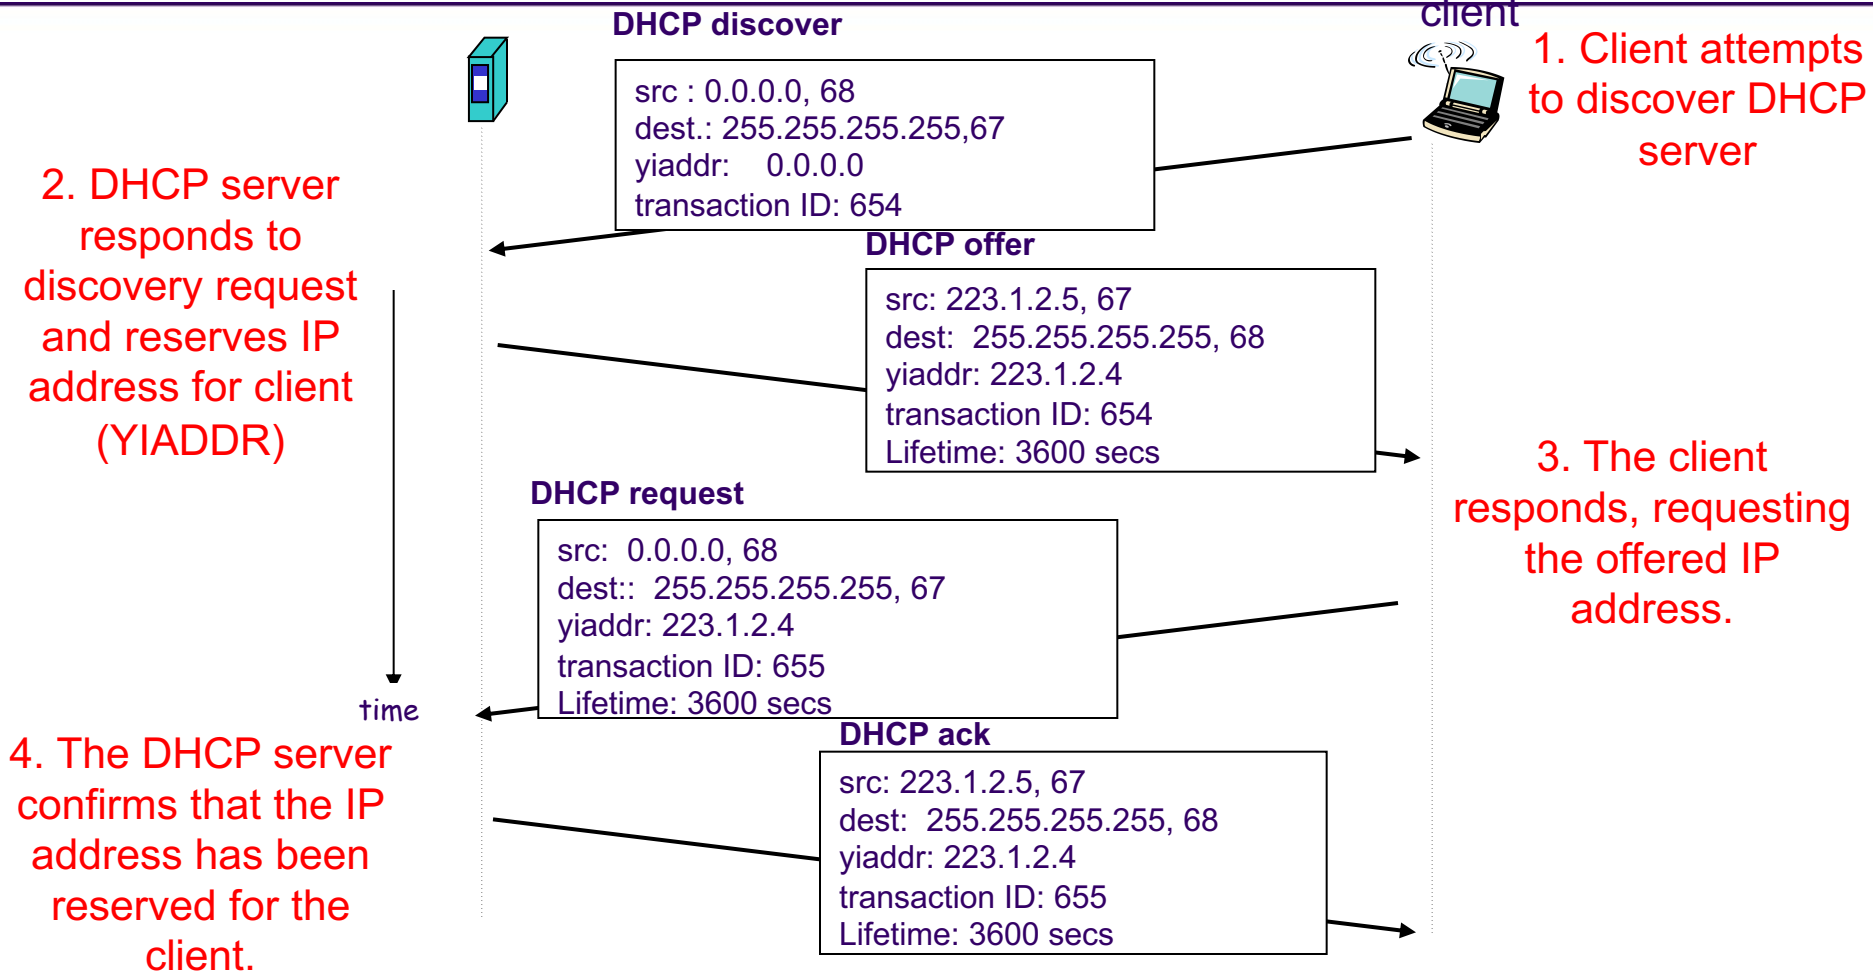 client
DHCP discover
1. Client attempts
to discover DHCP
server
src : 0.0.0.0, 68
dest.: 255.255.255.255,67
yiaddr: 0.0.0.0
transaction ID: 654
2. DHCP server
responds to
discovery request
and reserves IP
address for client
(YIADDR)
DHCP offer
src: 223.1.2.5, 67
dest: 255.255.255.255, 68
yiaddr: 223.1.2.4
transaction ID: 654
Lifetime: 3600 secs
3. The client
responds, requesting
the offered IP
address.
DHCP request
src: 0.0.0.0, 68
dest:: 255.255.255.255, 67
yiaddr: 223.1.2.4
transaction ID: 655
Lifetime: 3600 secs
time
4. The DHCP server
confirms that the IP
address has been
reserved for the
client.
DHCP ack
src: 223.1.2.5, 67
dest: 255.255.255.255, 68
yiaddr: 223.1.2.4
transaction ID: 655
Lifetime: 3600 secs